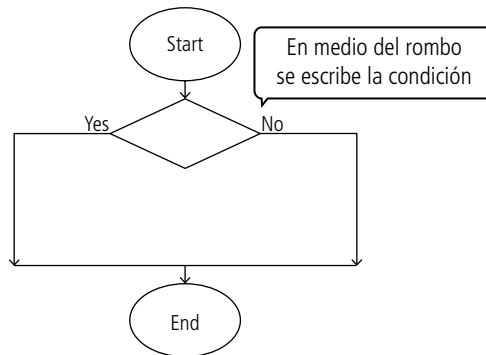 Start
En medio del rombo
se escribe la condición
Yes
No
End